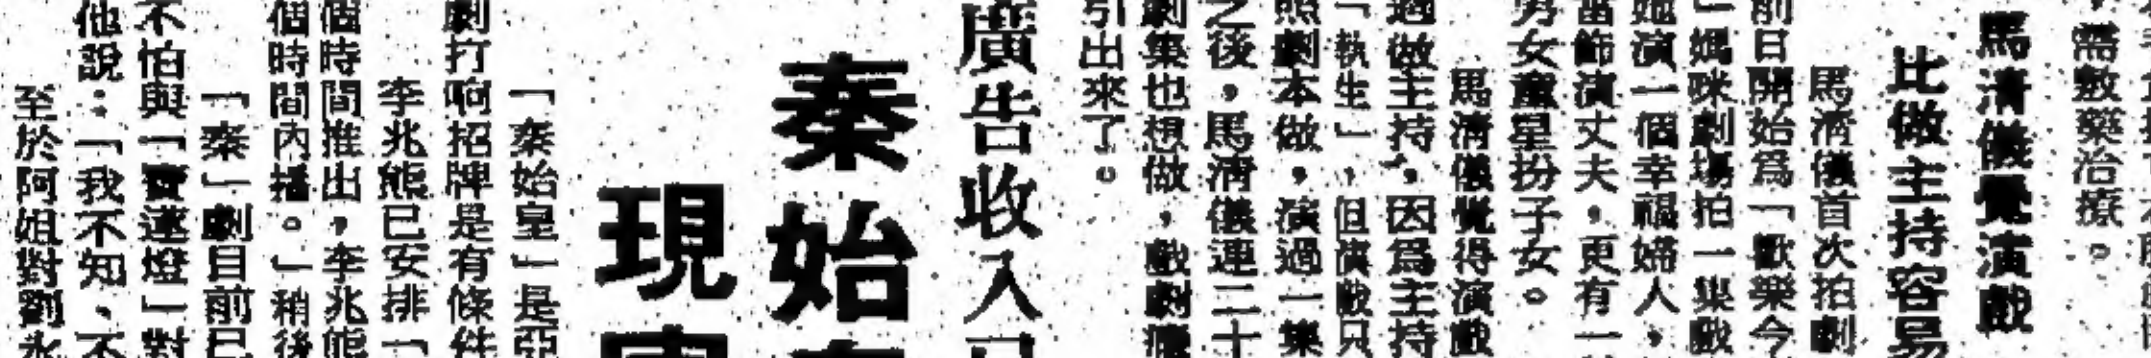 需敷藥治療。
馬清儀覺演戲
比做主持容易
馬清儀首次拍劇
前日開始爲「歡樂今
」媽咪劇場拍一集戲
她演一個幸福婦人，
當飾演丈夫，更有一
男女童星扮子女。
馬清儀覺得演戲
過做主持，因爲主持
「執生」，但演戲只
照劇本做，演過一集
之後，馬清儀連二十
劇集也想做，戲劇癮
引出來了。
廣告收入
秦始
現實
「秦始皇」是亞
劇打响招牌是有條件
李兆熊已安排「
個時間推出，李兆熊
個時間內播。」稍後
「秦」劇目前已
不怕與「寶蓮燈」對
他說：「我不知、不
至於阿姐對劉永